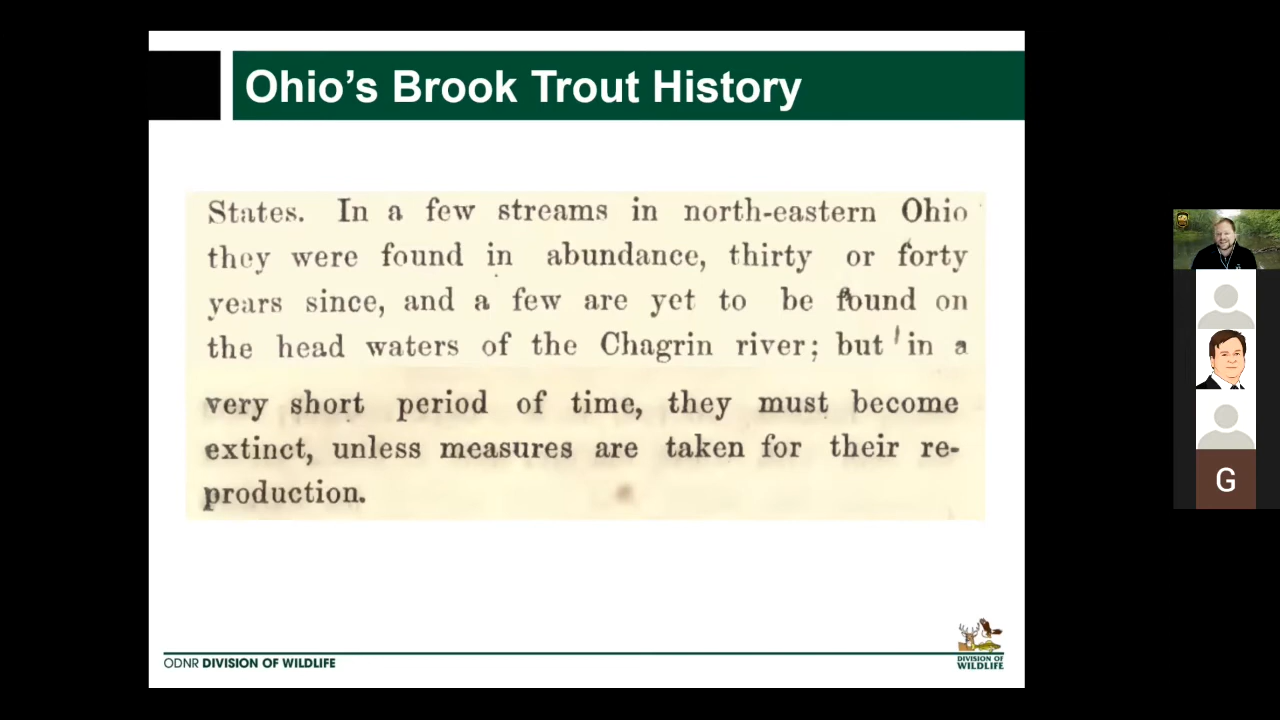 Ohio's Brook Trout History
States. In a few streams in north-eastern Ohio
they were found in abundance, thirty or forty
years since, and a few are yet to be found on
the head waters of the Chagrin river; but in a
very short period of time, they must become
extinct, unless measures are taken for their re-
production.
ODNR DIVISION OF WILDLIFE
DIVISION OF
WILDLIFE
G